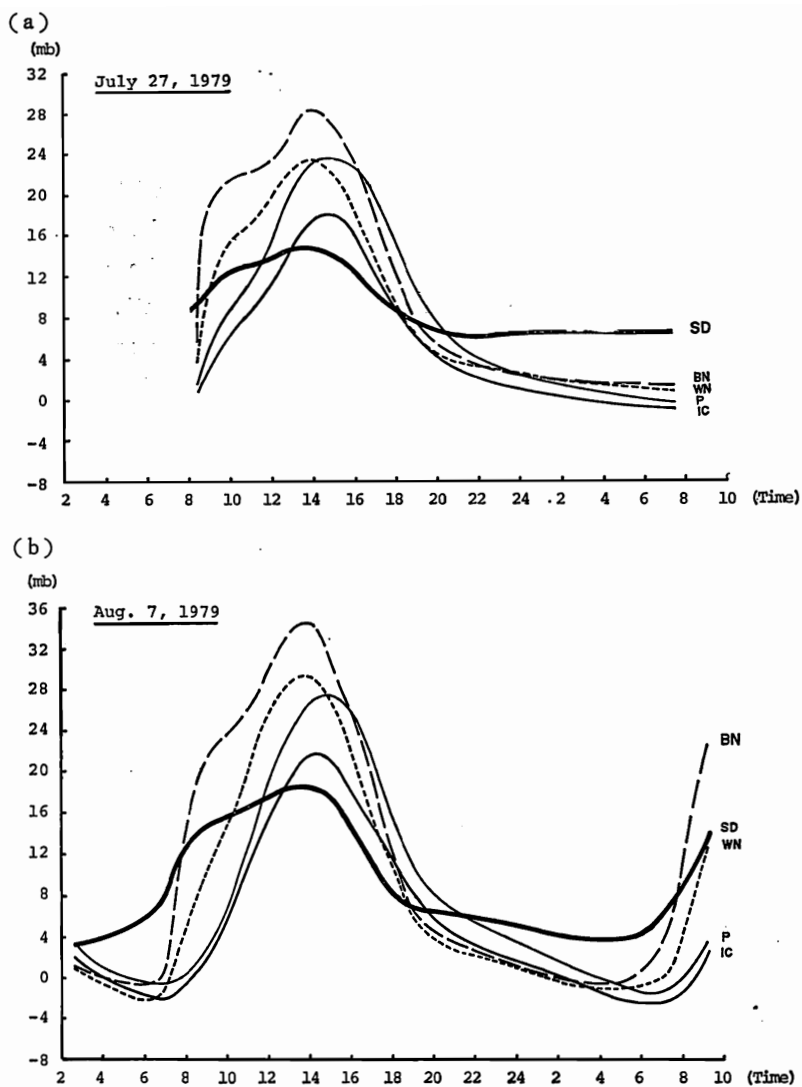 (a)
(mb)
July 27, 1979
32
28
24
20
16
12
8
4
0
-4
-8
SD
BN
WN
P
IC
2 4 6 8 10 12 14 16 18 20 22 24 .2 4 6 8 10 (Time)
(b)
(mb)
Aug. 7, 1979
36
32
28
24
20
16
12
8
4
0
-4
-8
BN
SD
WN
P
IC
2 4 6 8 10 12 14 16 18 20 22 24 2 4 6 8 10 (Time)